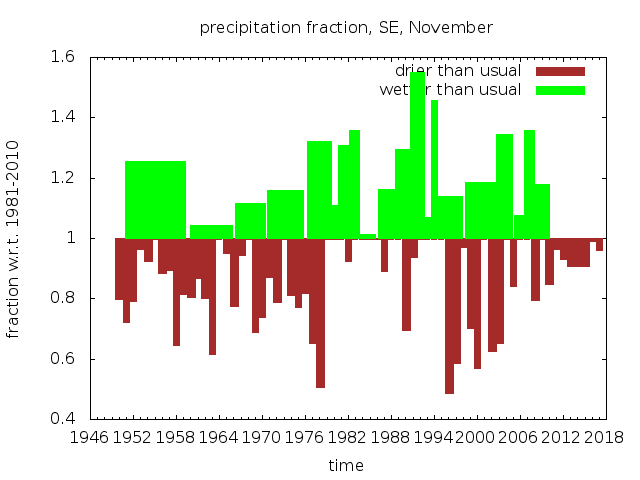 precipitation fraction, SE, November
drier than usual
wetter than usual
fraction w.r.t. 1981-2010
1.6
1.4
1.2
1
0.8
0.6
0.4
1946 1952 1958 1964 1970 1976 1982 1988 1994 2000 2006 2012 2018
time